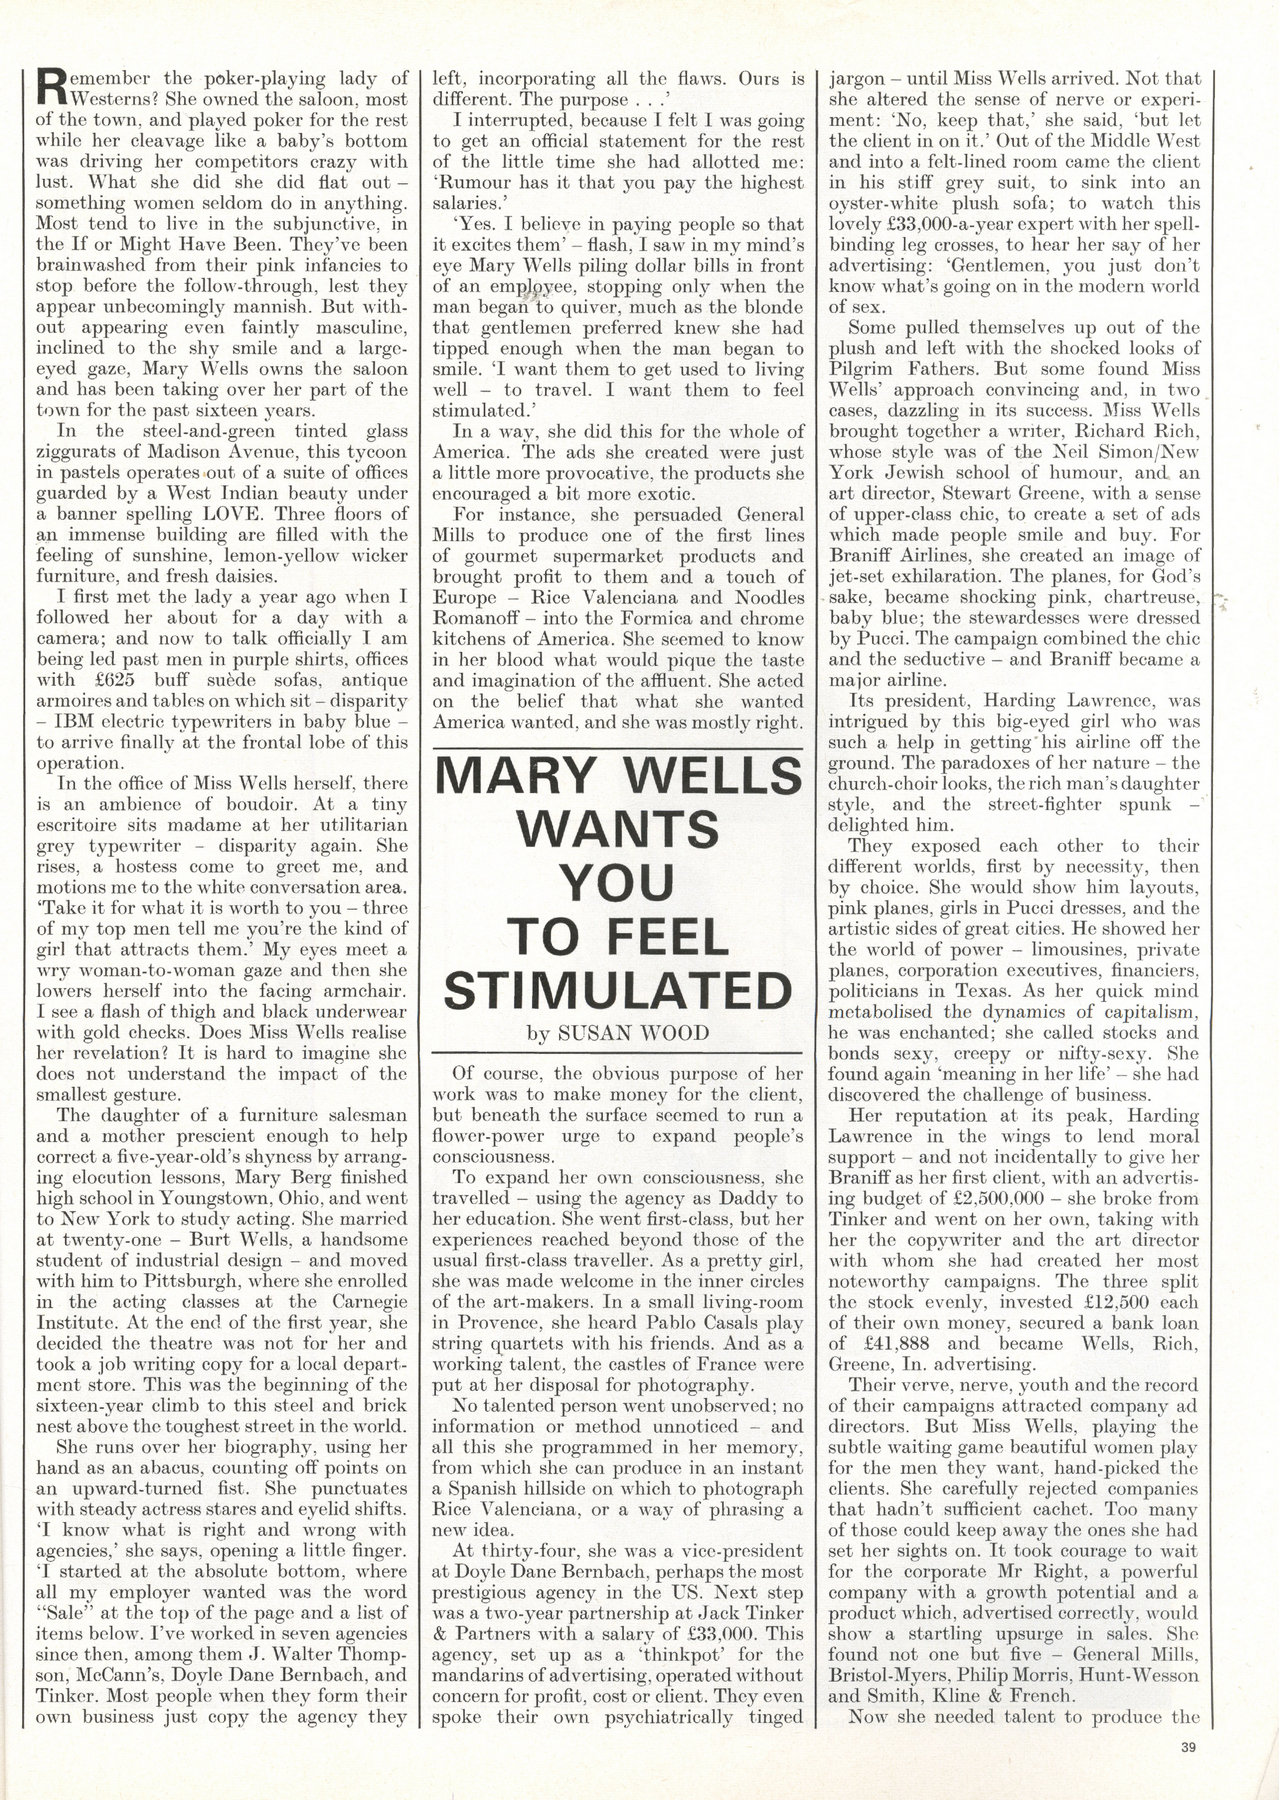 Remember the poker-playing lady of
Westerns? She owned the saloon, most
of the town, and played poker for the rest
while her cleavage like a baby's bottom
was driving her competitors crazy with
lust. What she did she did flat out –
something women seldom do in anything.
Most tend to live in the subjunctive, in
the If or Might Have Been. They've been
brainwashed from their pink infancies to
stop before the follow-through, lest they
appear unbecomingly mannish. But with-
out appearing even faintly masculine,
inclined to the shy smile and a large-
eyed gaze, Mary Wells owns the saloon
and has been taking over her part of the
town for the past sixteen years.
In the steel-and-green tinted glass
ziggurats of Madison Avenue, this tycoon
in pastels operates out of a suite of offices
guarded by a West Indian beauty under
a banner spelling LOVE. Three floors of
an immense building are filled with the
feeling of sunshine, lemon-yellow wicker
furniture, and fresh daisies.
I first met the lady a year ago when I
followed her about for a day with a
camera; and now to talk officially I am
being led past men in purple shirts, offices
with £625 buff suède sofas, antique
armoires and tables on which sit – disparity
– IBM electric typewriters in baby blue –
to arrive finally at the frontal lobe of this
operation.
In the office of Miss Wells herself, there
is an ambience of boudoir. At a tiny
escritoire sits madame at her utilitarian
grey typewriter – disparity again. She
rises, a hostess come to greet me, and
motions me to the white conversation area.
'Take it for what it is worth to you – three
of my top men tell me you're the kind of
girl that attracts them.' My eyes meet a
wry woman-to-woman gaze and then she
lowers herself into the facing armchair.
I see a flash of thigh and black underwear
with gold checks. Does Miss Wells realise
her revelation? It is hard to imagine she
does not understand the impact of the
smallest gesture.
The daughter of a furniture salesman
and a mother prescient enough to help
correct a five-year-old's shyness by arrang-
ing elocution lessons, Mary Berg finished
high school in Youngstown, Ohio, and went
to New York to study acting. She married
at twenty-one – Burt Wells, a handsome
student of industrial design – and moved
with him to Pittsburgh, where she enrolled
in the acting classes at the Carnegie
Institute. At the end of the first year, she
decided the theatre was not for her and
took a job writing copy for a local depart-
ment store. This was the beginning of the
sixteen-year climb to this steel and brick
nest above the toughest street in the world.
She runs over her biography, using her
hand as an abacus, counting off points on
an upward-turned fist. She punctuates
with steady actress stares and eyelid shifts.
'I know what is right and wrong with
agencies,' she says, opening a little finger.
'I started at the absolute bottom, where
all my employer wanted was the word
"Sale" at the top of the page and a list of
items below. I've worked in seven agencies
since then, among them J. Walter Thomp-
son, McCann's, Doyle Dane Bernbach, and
Tinker. Most people when they form their
own business just copy the agency they
left, incorporating all the flaws. Ours is
different. The purpose . . .'
I interrupted, because I felt I was going
to get an official statement for the rest
of the little time she had allotted me:
'Rumour has it that you pay the highest
salaries.'
'Yes. I believe in paying people so that
it excites them' – flash, I saw in my mind's
eye Mary Wells piling dollar bills in front
of an employee, stopping only when the
man began to quiver, much as the blonde
that gentlemen preferred knew she had
tipped enough when the man began to
smile. 'I want them to get used to living
well – to travel. I want them to feel
stimulated.'
In a way, she did this for the whole of
America. The ads she created were just
a little more provocative, the products she
encouraged a bit more exotic.
For instance, she persuaded General
Mills to produce one of the first lines
of gourmet supermarket products and
brought profit to them and a touch of
Europe – Rice Valenciana and Noodles
Romanoff – into the Formica and chrome
kitchens of America. She seemed to know
in her blood what would pique the taste
and imagination of the affluent. She acted
on the belief that what she wanted
America wanted, and she was mostly right.
MARY WELLS
WANTS
YOU
TO FEEL
STIMULATED
by SUSAN WOOD
Of course, the obvious purpose of her
work was to make money for the client,
but beneath the surface seemed to run a
flower-power urge to expand people's
consciousness.
To expand her own consciousness, she
travelled – using the agency as Daddy to
her education. She went first-class, but her
experiences reached beyond those of the
usual first-class traveller. As a pretty girl,
she was made welcome in the inner circles
of the art-makers. In a small living-room
in Provence, she heard Pablo Casals play
string quartets with his friends. And as a
working talent, the castles of France were
put at her disposal for photography.
No talented person went unobserved; no
information or method unnoticed – and
all this she programmed in her memory,
from which she can produce in an instant
a Spanish hillside on which to photograph
Rice Valenciana, or a way of phrasing a
new idea.
At thirty-four, she was a vice-president
at Doyle Dane Bernbach, perhaps the most
prestigious agency in the US. Next step
was a two-year partnership at Jack Tinker
& Partners with a salary of £33,000. This
agency, set up as a 'thinkpot' for the
mandarins of advertising, operated without
concern for profit, cost or client. They even
spoke their own psychiatrically tinged
jargon – until Miss Wells arrived. Not that
she altered the sense of nerve or experi-
ment: 'No, keep that,' she said, 'but let
the client in on it.' Out of the Middle West
and into a felt-lined room came the client
in his stiff grey suit, to sink into an
oyster-white plush sofa; to watch this
lovely £33,000-a-year expert with her spell-
binding leg crosses, to hear her say of her
advertising: 'Gentlemen, you just don't
know what's going on in the modern world
of sex.
Some pulled themselves up out of the
plush and left with the shocked looks of
Pilgrim Fathers. But some found Miss
Wells' approach convincing and, in two
cases, dazzling in its success. Miss Wells
brought together a writer, Richard Rich,
whose style was of the Neil Simon/New
York Jewish school of humour, and an
art director, Stewart Greene, with a sense
of upper-class chic, to create a set of ads
which made people smile and buy. For
Braniff Airlines, she created an image of
jet-set exhilaration. The planes, for God's
sake, became shocking pink, chartreuse,
baby blue; the stewardesses were dressed
by Pucci. The campaign combined the chic
and the seductive – and Braniff became a
major airline.
Its president, Harding Lawrence, was
intrigued by this big-eyed girl who was
such a help in getting his airline off the
ground. The paradoxes of her nature – the
church-choir looks, the rich man's daughter
style, and the street-fighter spunk –
delighted him.
They exposed each other to their
different worlds, first by necessity, then
by choice. She would show him layouts,
pink planes, girls in Pucci dresses, and the
artistic sides of great cities. He showed her
the world of power – limousines, private
planes, corporation executives, financiers,
politicians in Texas. As her quick mind
metabolised the dynamics of capitalism,
he was enchanted; she called stocks and
bonds sexy, creepy or nifty-sexy. She
found again 'meaning in her life' – she had
discovered the challenge of business.
Her reputation at its peak, Harding
Lawrence in the wings to lend moral
support – and not incidentally to give her
Braniff as her first client, with an advertis-
ing budget of £2,500,000 – she broke from
Tinker and went on her own, taking with
her the copywriter and the art director
with whom she had created her most
noteworthy campaigns. The three split
the stock evenly, invested £12,500 each
of their own money, secured a bank loan
of £41,888 and became Wells, Rich,
Greene, In. advertising.
Their verve, nerve, youth and the record
of their campaigns attracted company ad
directors. But Miss Wells, playing the
subtle waiting game beautiful women play
for the men they want, hand-picked the
clients. She carefully rejected companies
that hadn't sufficient cachet. Too many
of those could keep away the ones she had
set her sights on. It took courage to wait
for the corporate Mr Right, a powerful
company with a growth potential and a
product which, advertised correctly, would
show a startling upsurge in sales. She
found not one but five – General Mills,
Bristol-Myers, Philip Morris, Hunt-Wesson
and Smith, Kline & French.
Now she needed talent to produce the
39